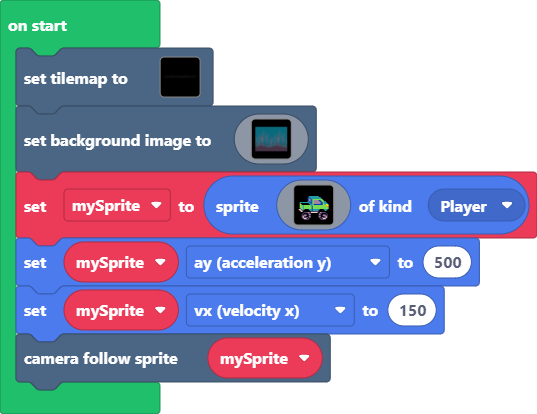 on start
set tilemap to
set background image to
set mySprite to sprite of kind Player
set mySprite ay (acceleration y) to 500
set mySprite vx (velocity x) to 150
camera follow sprite mySprite